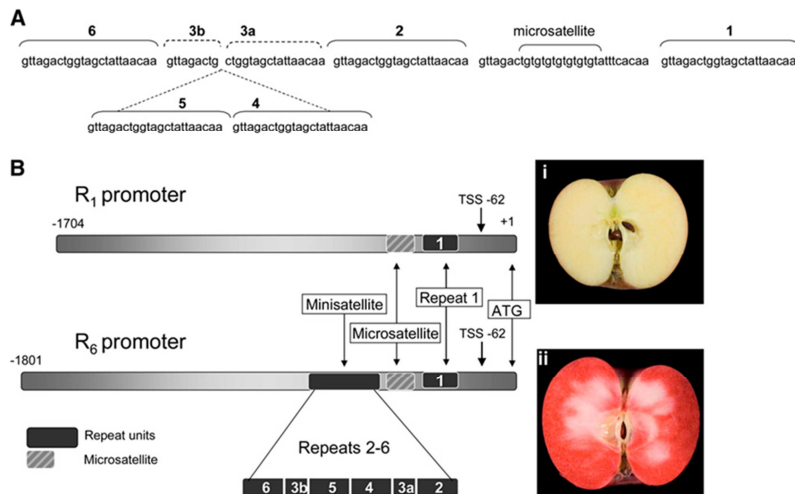 A
6 3b 3a 2 microsatellite 1
gttagactggtagctattaacaa gttagactg ctggtagctattaacaa gttagactggtagctattaacaa gttagactgtgtgtgtgtgtgtatttcacaa gttagactggtagctattaacaa
5 4
gttagactggtagctattaacaa gttagactggtagctattaacaa
B
R1 promoter
TSS -62
-1704
+1
1
Minisatellite
Repeat 1
Microsatellite
ATG
R6 promoter
TSS -62
-1801
1
Repeat units
Microsatellite
Repeats 2-6
6 3b 5 4 3a 2
i
ii